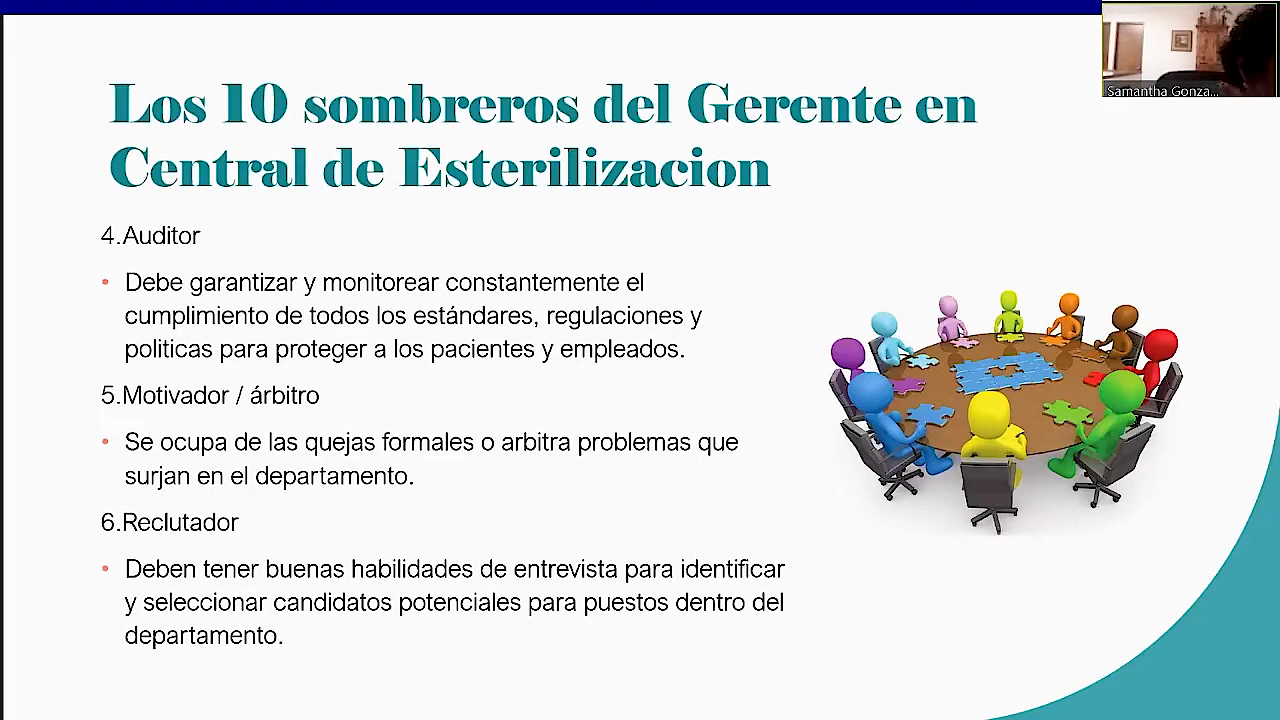 Los 10 sombreros del Gerente en
Central de Esterilizacion
4.Auditor
• Debe garantizar y monitorear constantemente el
cumplimiento de todos los estándares, regulaciones y
politicas para proteger a los pacientes y empleados.
5.Motivador / árbitro
• Se ocupa de las quejas formales o arbitra problemas que
surjan en el departamento.
6.Reclutador
• Deben tener buenas habilidades de entrevista para identificar
y seleccionar candidatos potenciales para puestos dentro del
departamento.
Samantha Gonza...